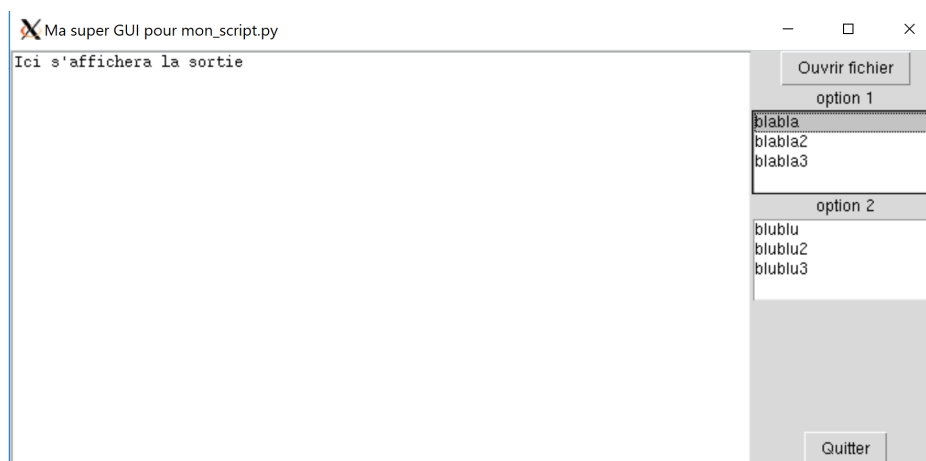 Ma super GUI pour mon_script.py
Ici s'affichera la sortie
Ouvrir fichier
option 1
blabla
blabla2
blabla3
option 2
blublu
blublu2
blublu3
Quitter